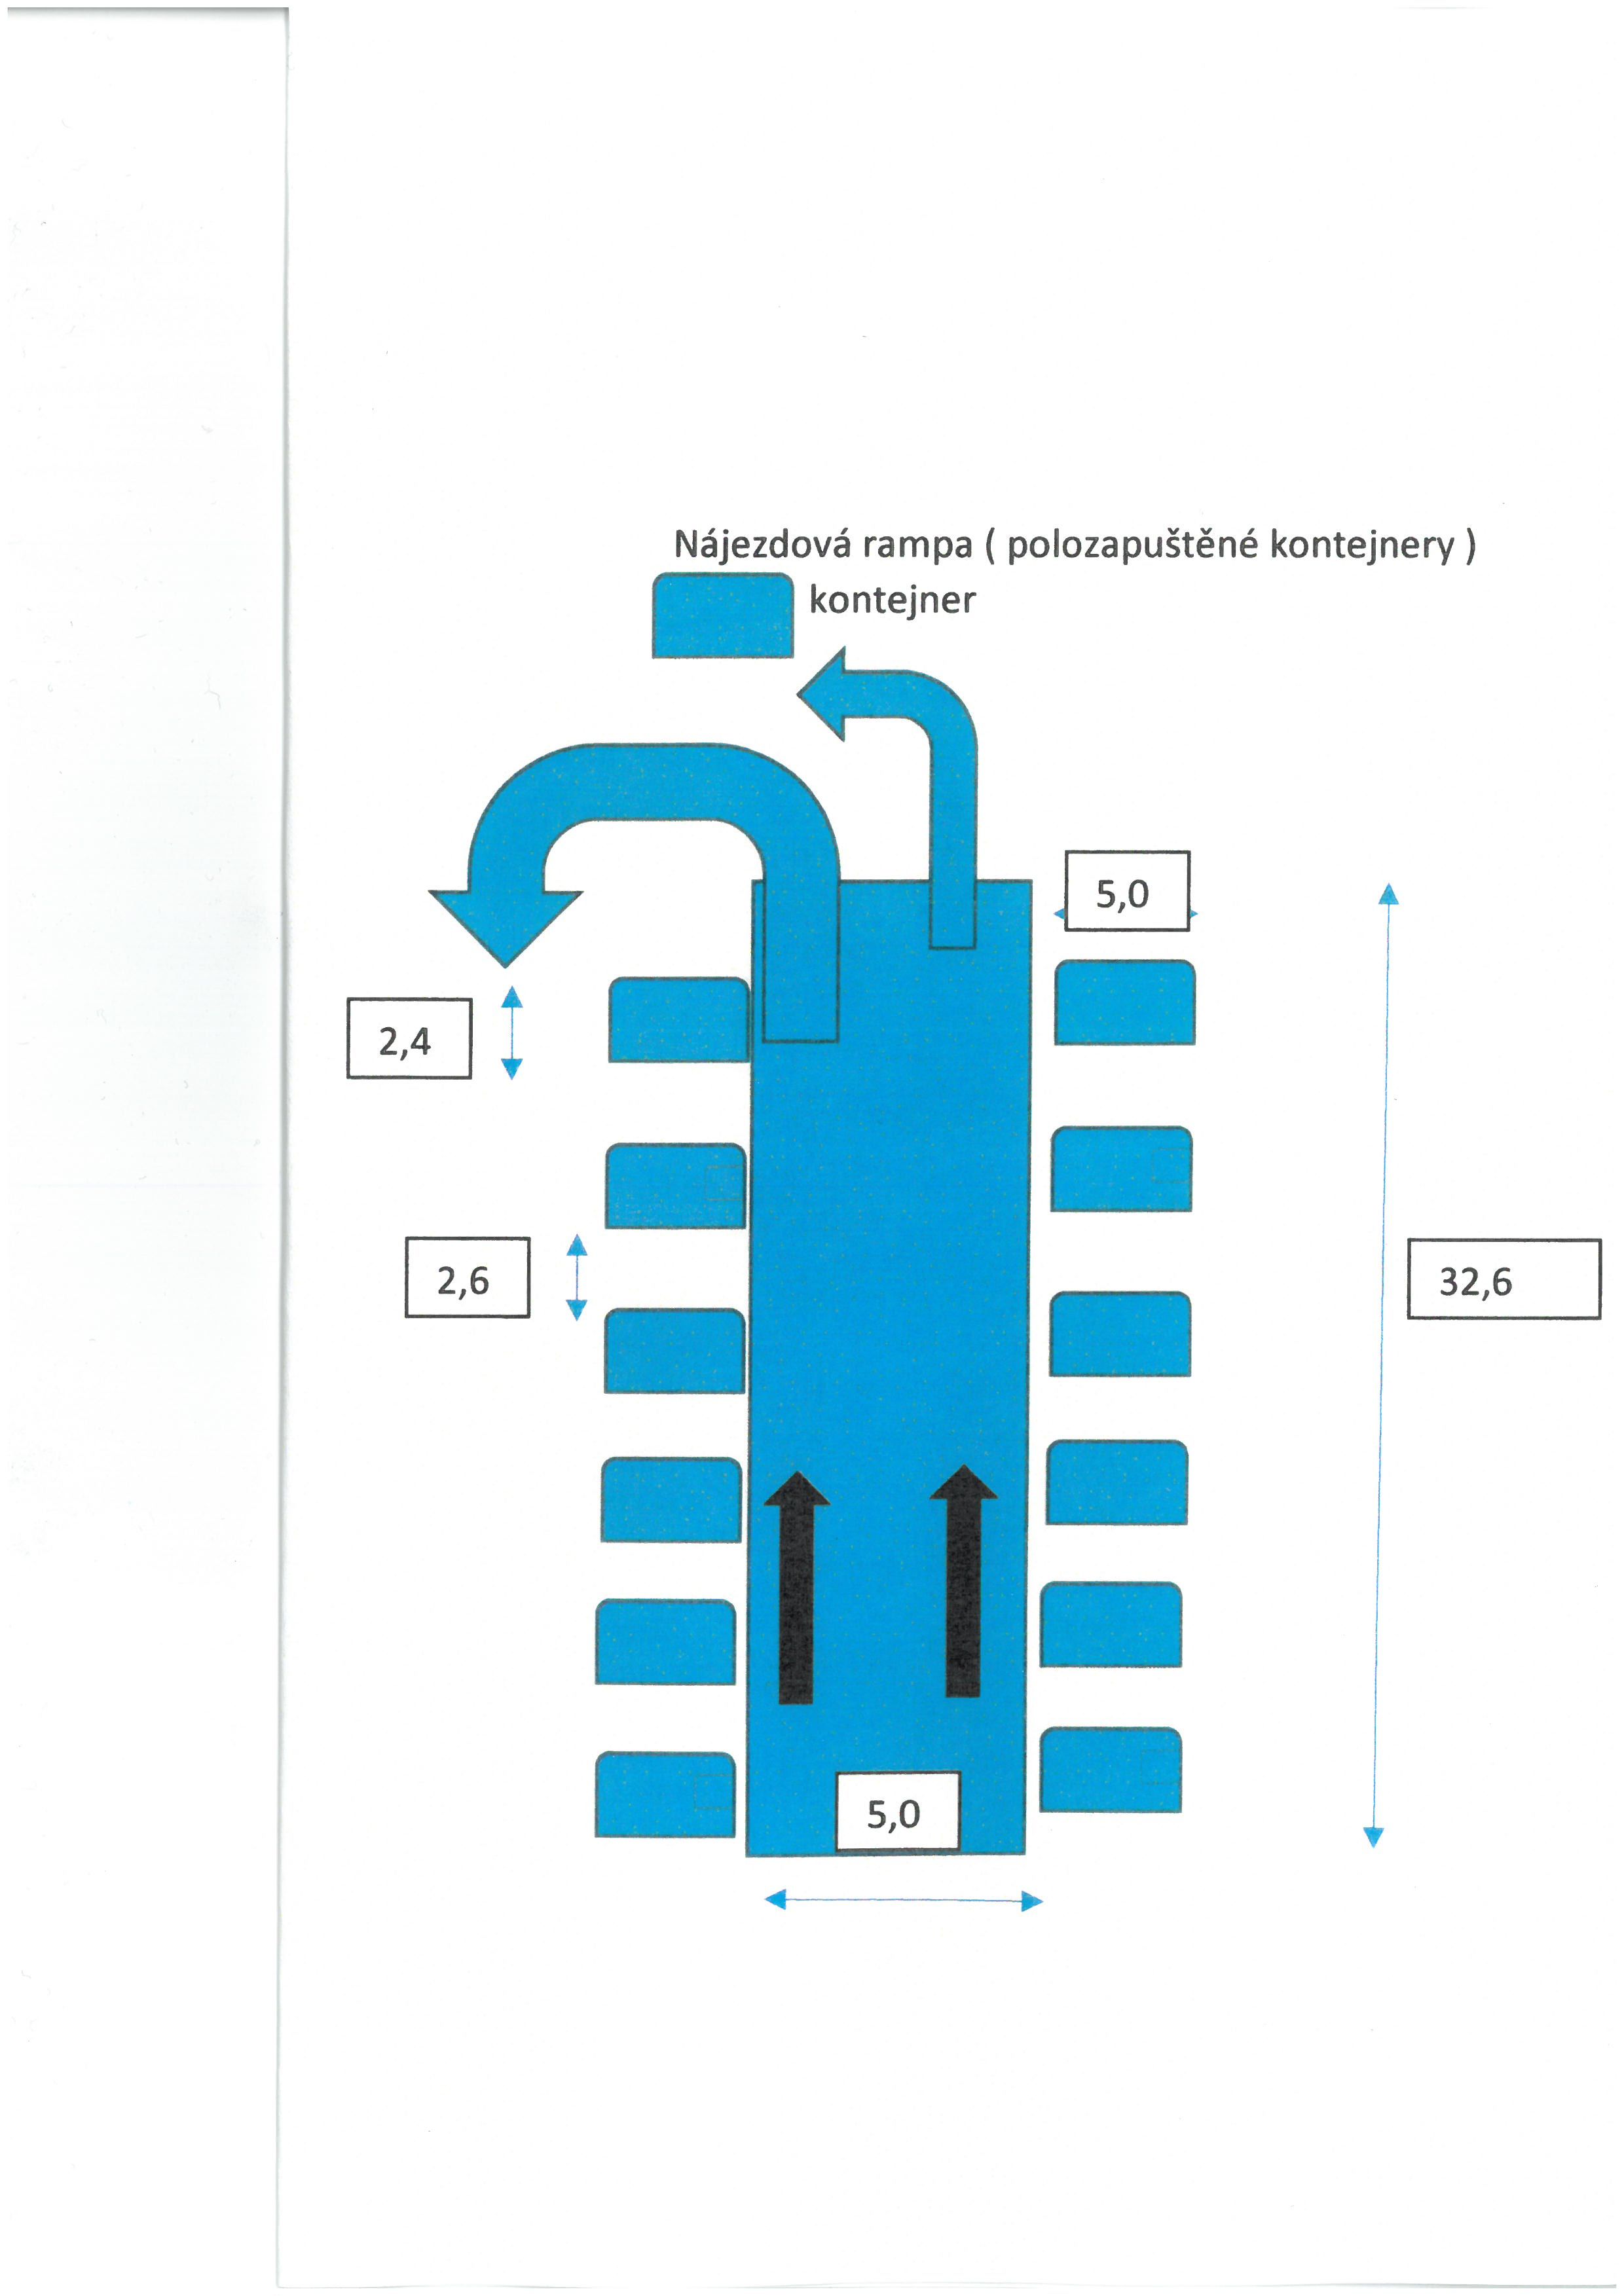 Nájezdová rampa ( polozapuštěné kontejnery )
kontejner
5,0
2,4
2,6
32,6
5,0